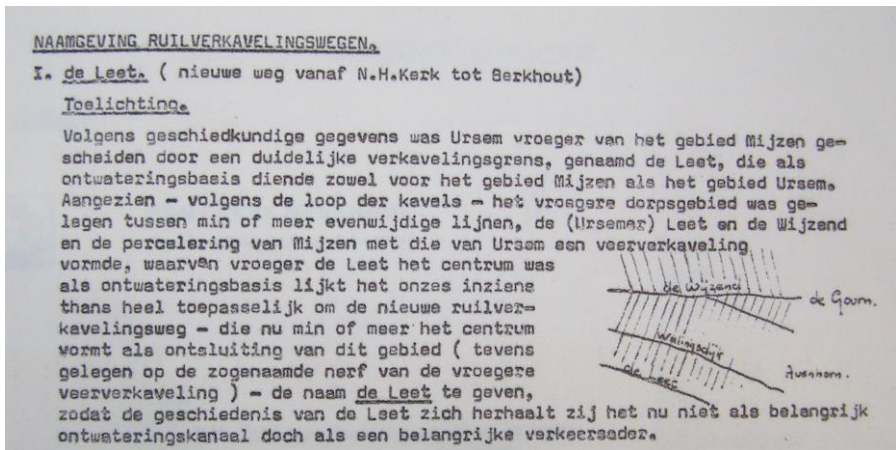 NAAMGEVING RUILVERKAVELINGSWEGEN.
I. de Leet. ( nieuwe weg vanaf N.H.Kerk tot Berkhout)
Toelichting.
Volgens geschiedkundige gegevens was Ursem vroeger van het gebied Mijzen ge-
scheiden door een duidelijke verkavelingsgrens, genaamd de Leet, die als
ontwateringsbasis diende zowel voor het gebied Mijzen als het gebied Ursem.
Aangezien - volgens de loop der kavels - het vroegere dorpsgebied was ge-
legen tussen min of meer evenwijdige lijnen, de (Ursemer) Leet en de Wijzend
en de percelering van Mijzen met die van Ursem een veerverkaveling
vormde, waarvan vroeger de Leet het centrum was
als ontwateringsbasis lijkt het onzes inziens
thans heel toepasselijk om de nieuwe ruilver-
kavelingsweg - die nu min of meer het centrum
vormt als ontsluiting van dit gebied ( tevens
gelegen op de zogenaamde nerf van de vroegere
veerverkaveling ) - de naam de Leet te geven,
zodat de geschiedenis van de Leet zich herhaalt zij het nu niet als belangrijk
ontwateringskanaal doch als een belangrijke verkeersader.
de Wijzend
de Goorn.
Walingsdijk
Avenhorn.
de Leet